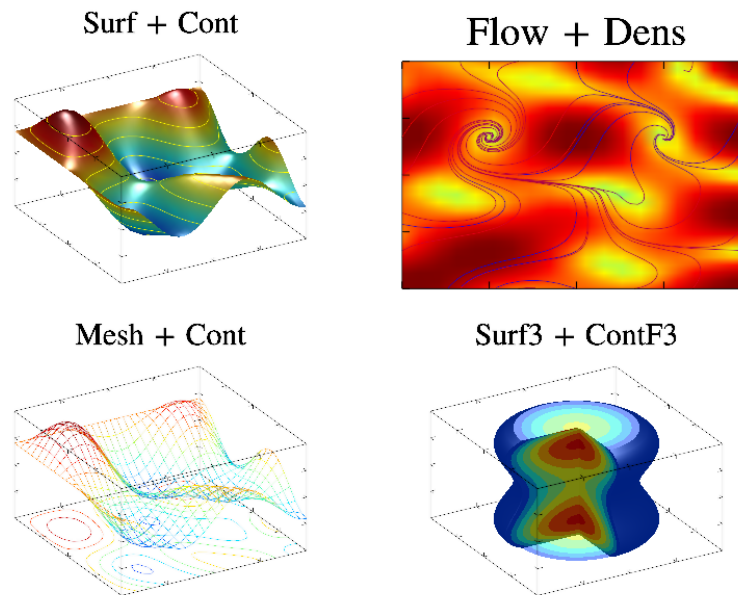 Surf + Cont
Flow + Dens
Mesh + Cont
Surf3 + ContF3